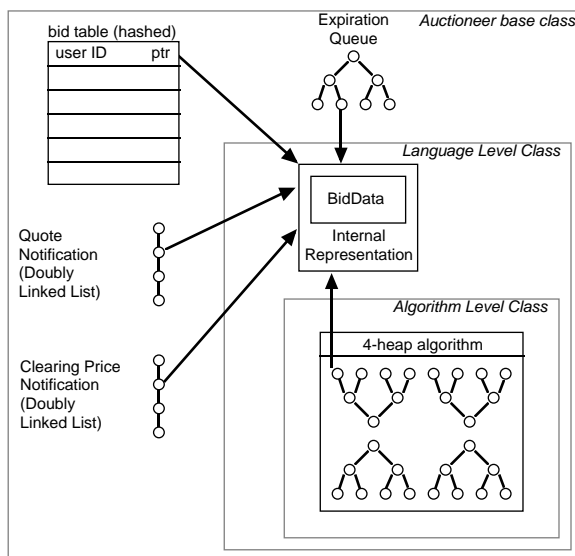 Auctioneer base class
bid table (hashed)
user ID ptr
Expiration
Queue
Language Level Class
BidData
Internal
Representation
Quote
Notification
(Doubly
Linked List)
Algorithm Level Class
4-heap algorithm
Clearing Price
Notification
(Doubly
Linked List)